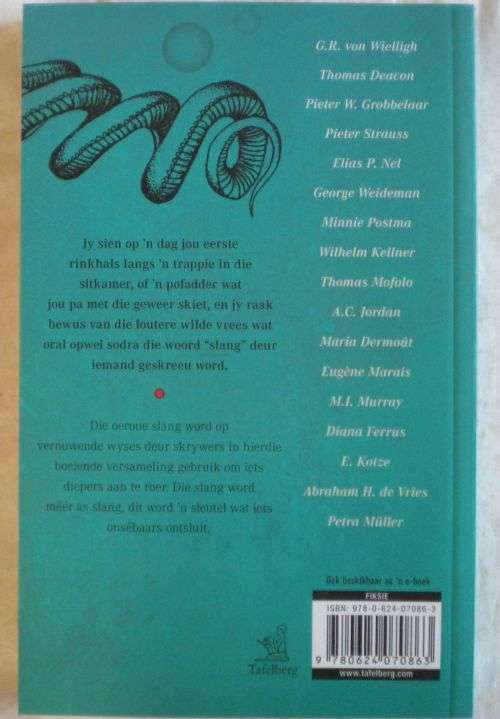 Jy sien op 'n dag jou eerste
rinkhals langs 'n trappie in die
sitkamer, of 'n pofadder wat
jou pa met die geweer skiet, en jy raak
bewus van die loutere wilde vrees wat
oral opwel sodra die woord "slang" deur
iemand geskreeu word.
Die oeroue slang word op
vernuwende wyses deur skrywers in hierdie
boeiende versameling gebruik om iets
diepers aan te roer. Die slang word
méér as slang, dit word 'n sleutel wat iets
onsêbaars ontsluit.
G.R. von Wielligh
Thomas Deacon
Pieter W. Grobbelaar
Pieter Strauss
Elias P. Nel
George Weideman
Minnie Postma
Wilhelm Kellner
Thomas Mofolo
A.C. Jordan
Maria Dermoût
Eugène Marais
M.I. Murray
Diana Ferrus
E. Kotze
Abraham H. de Vries
Petra Müller
Ook beskikbaar as 'n e-boek
FIKSIE
ISBN: 978-0-624-07086-3
9 780624 070863
www.tafelberg.com
Tafelberg